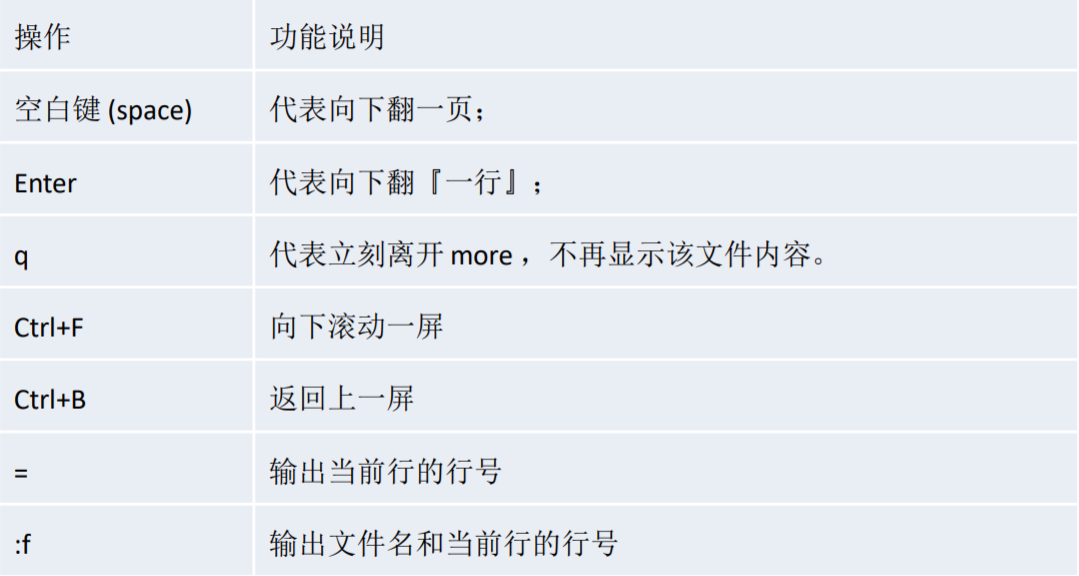 操作 功能说明
空白键 (space) 代表向下翻一页；
Enter 代表向下翻『一行』；
q 代表立刻离开 more ，不再显示该文件内容。
Ctrl+F 向下滚动一屏
Ctrl+B 返回上一屏
= 输出当前行的行号
:f 输出文件名和当前行的行号